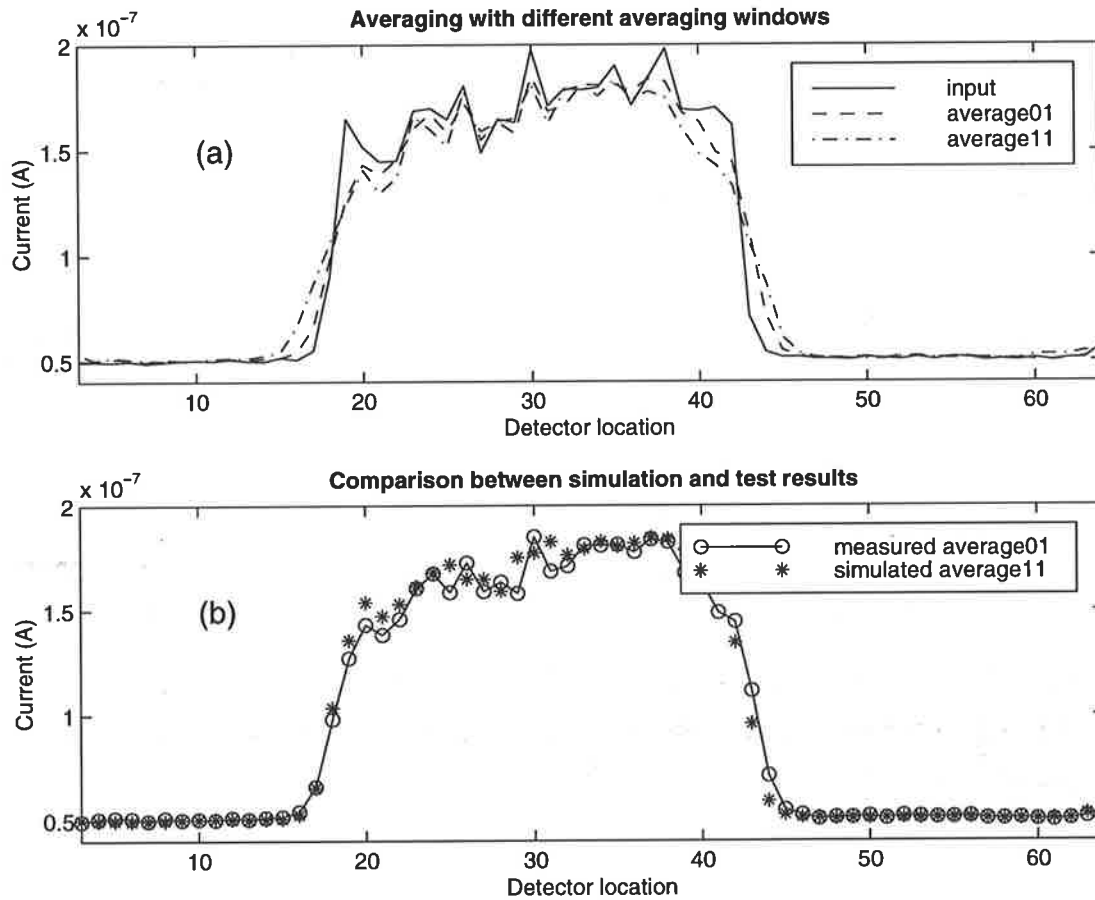 Averaging with different averaging windows
x 10^-7
2
1.5
1
0.5
Current (A)
(a)
input
average01
average11
10 20 30 40 50 60
Detector location
Comparison between simulation and test results
x 10^-7
2
1.5
1
0.5
Current (A)
(b)
measured average01
simulated average11
10 20 30 40 50 60
Detector location